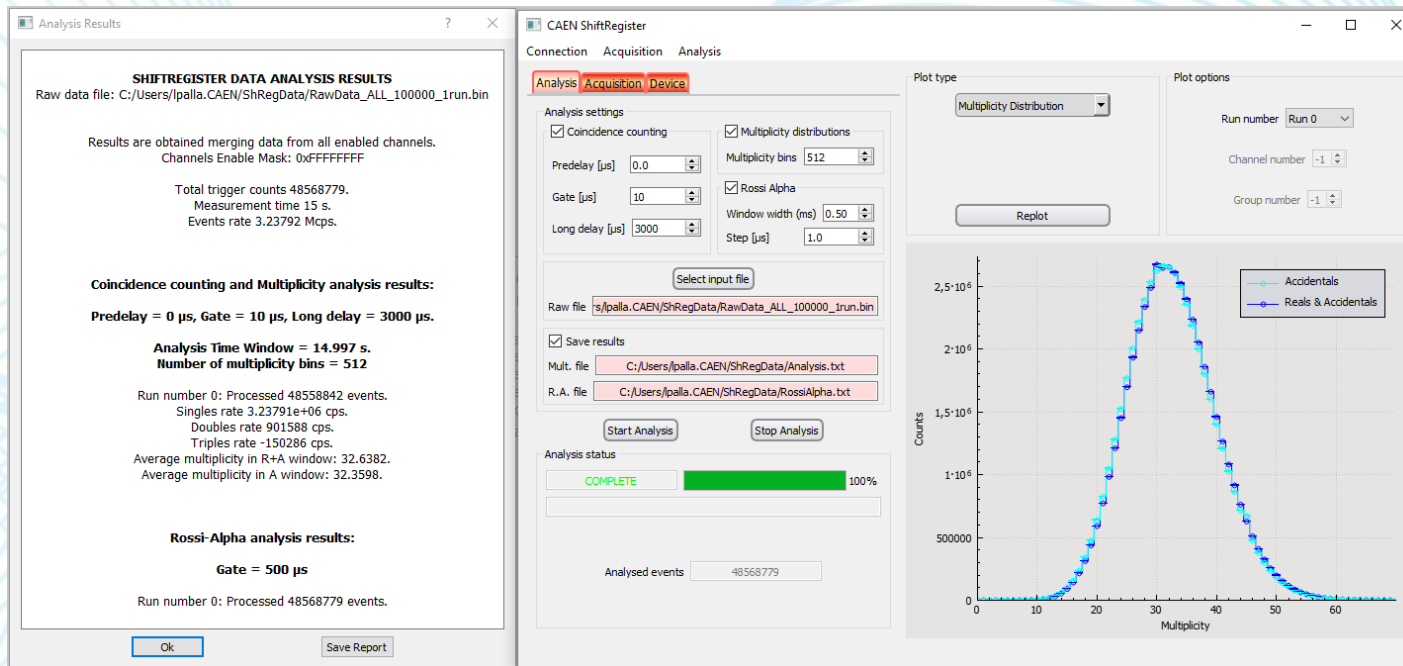 Analysis Results
?
SHIFTREGISTER DATA ANALYSIS RESULTS
Raw data file: C:/Users/lpalla.CAEN/ShRegData/RawData_ALL_100000_1run.bin
Results are obtained merging data from all enabled channels.
Channels Enable Mask: 0xFFFFFFFF
Total trigger counts 48568779.
Measurement time 15 s.
Events rate 3.23792 Mcps.
Coincidence counting and Multiplicity analysis results:
Predelay = 0 µs, Gate = 10 µs, Long delay = 3000 µs.
Analysis Time Window = 14.997 s.
Number of multiplicity bins = 512
Run number 0: Processed 48558842 events.
Singles rate 3.23791e+06 cps.
Doubles rate 901588 cps.
Triples rate -150286 cps.
Average multiplicity in R+A window: 32.6382.
Average multiplicity in A window: 32.3598.
Rossi-Alpha analysis results:
Gate = 500 µs
Run number 0: Processed 48568779 events.
Ok
Save Report
CAEN ShiftRegister
Connection Acquisition Analysis
Analysis Acquisition Device
Analysis settings
Coincidence counting
Predelay [µs] 0.0
Gate [µs] 10
Long delay [µs] 3000
Multiplicity distributions
Multiplicity bins 512
Rossi Alpha
Window width (ms) 0.50
Step [µs] 1.0
Select input file
Raw file rs/lpalla.CAEN/ShRegData/RawData_ALL_100000_1run.bin
Save results
Mult. file C:/Users/lpalla.CAEN/ShRegData/Analysis.txt
R.A. file C:/Users/lpalla.CAEN/ShRegData/RossiAlpha.txt
Start Analysis
Stop Analysis
Analysis status
COMPLETE
100%
Analysed events 48568779
Plot type
Multiplicity Distribution
Replot
Plot options
Run number Run 0
Channel number -1
Group number -1
Accidentals
Reals & Accidentals
2,5·10⁶
2·10⁶
1,5·10⁶
1·10⁶
500000
0
Counts
0 10 20 30 40 50 60
Multiplicity